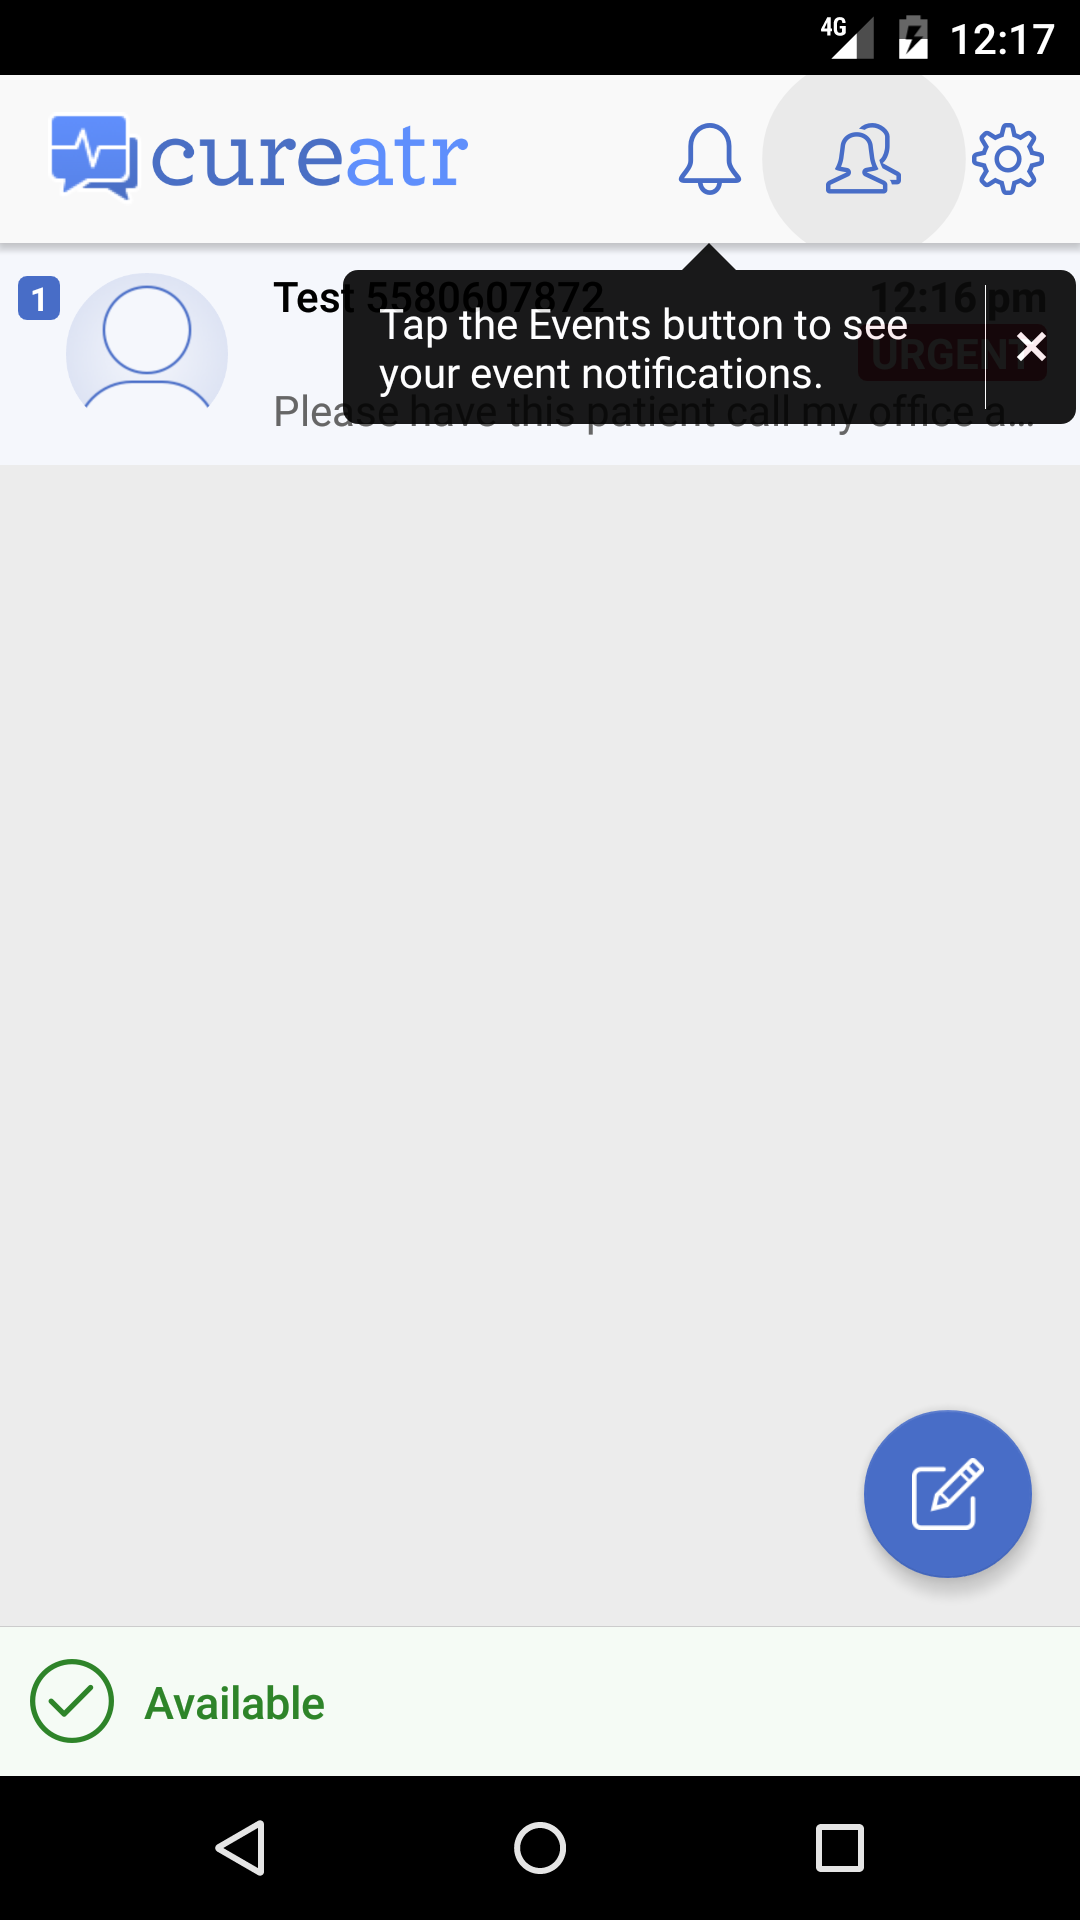 4G 12:17
cureatr
1 Test 5580607872 12:16 pm
Tap the Events button to see
your event notifications.
URGENT
Please have this patient call my office a...
Available